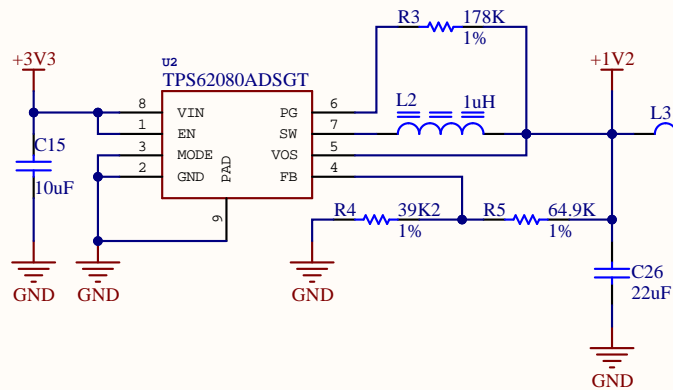 R3 178K
1%
+3V3
+1V2
U2
TPS62080ADSGT
L2 1uH
L3
8 VIN PG 6
1 EN SW 7
3 MODE VOS 5
2 GND FB 4
PAD
9
C15
10uF
R4 39K2
1%
R5 64.9K
1%
C26
22uF
GND
GND
GND
GND